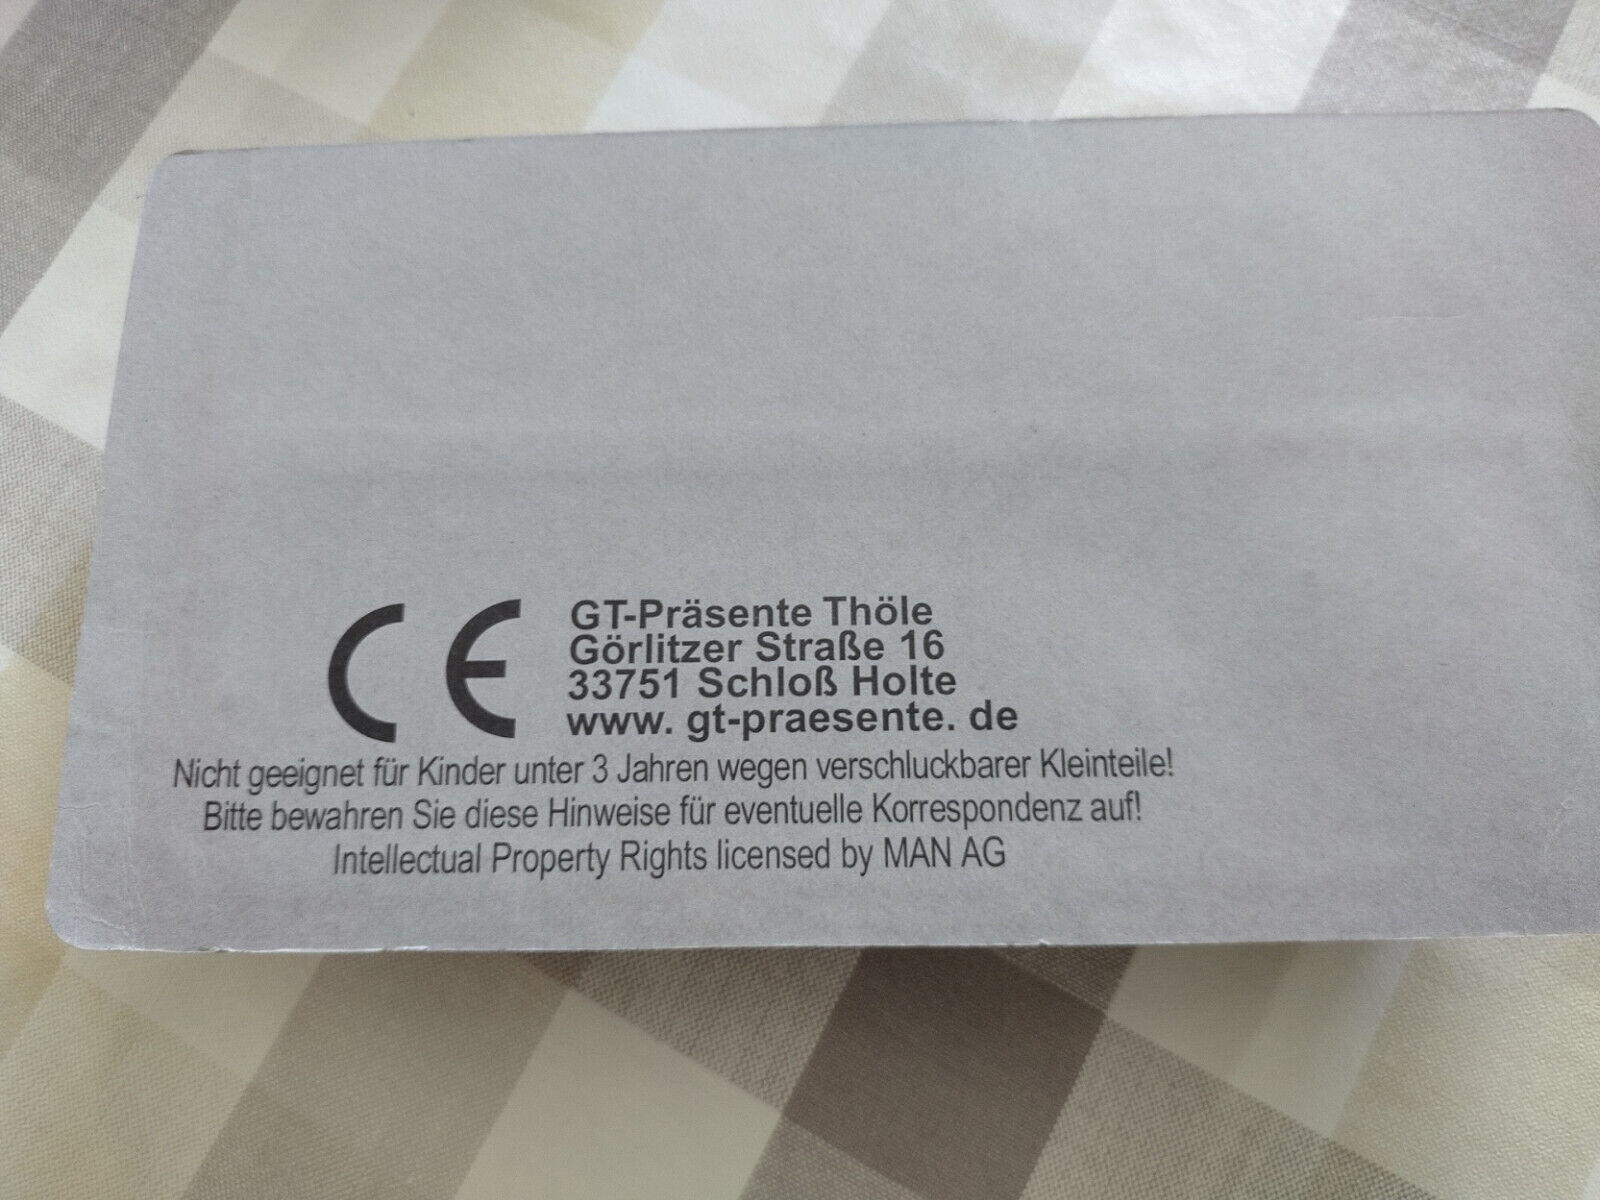 CE
GT-Präsente Thöle
Görlitzer Straße 16
33751 Schloß Holte
www. gt-praesente. de
Nicht geeignet für Kinder unter 3 Jahren wegen verschluckbarer Kleinteile!
Bitte bewahren Sie diese Hinweise für eventuelle Korrespondenz auf!
Intellectual Property Rights licensed by MAN AG